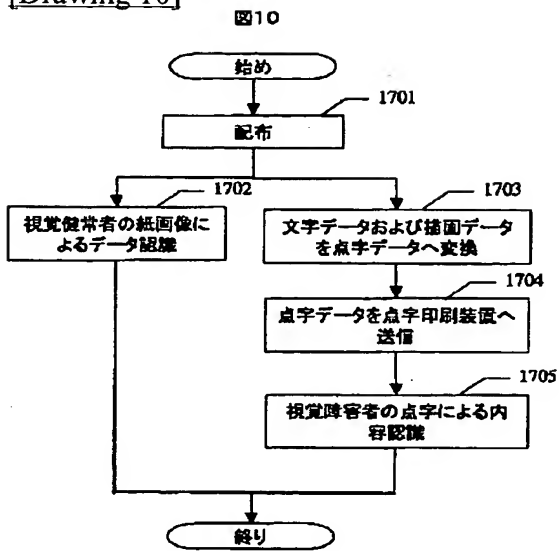 [Drawing 10]
図10
始め
1701
配布
1702
視覚健常者の紙画像に
よるデータ認識
1703
文字データおよび描画データ
を点字データへ変換
1704
点字データを点字印刷装置へ
送信
1705
視覚障害者の点字による内
容認識
終り